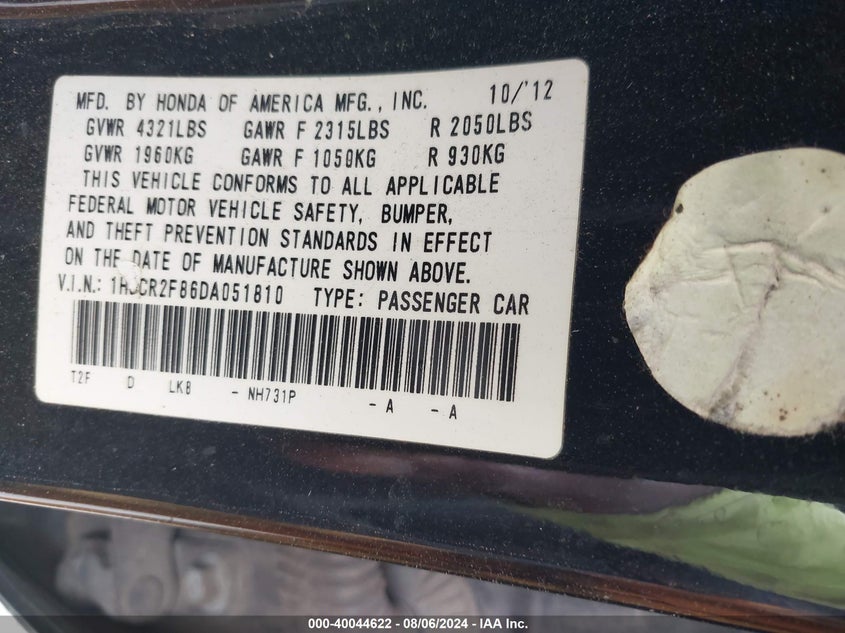 MFD. BY HONDA OF AMERICA MFG., INC. 10/'12
GVWR 4321LBS GAWR F 2315LBS R 2050LBS
GVWR 1960KG GAWR F 1050KG R 930KG
THIS VEHICLE CONFORMS TO ALL APPLICABLE
FEDERAL MOTOR VEHICLE SAFETY, BUMPER,
AND THEFT PREVENTION STANDARDS IN EFFECT
ON THE DATE OF MANUFACTURE SHOWN ABOVE.
V.I.N.: 1HGCR2F86DA051810 TYPE: PASSENGER CAR
T2F D LKB - NH731P - A - A
000-40044622 - 08/06/2024 - IAA Inc.